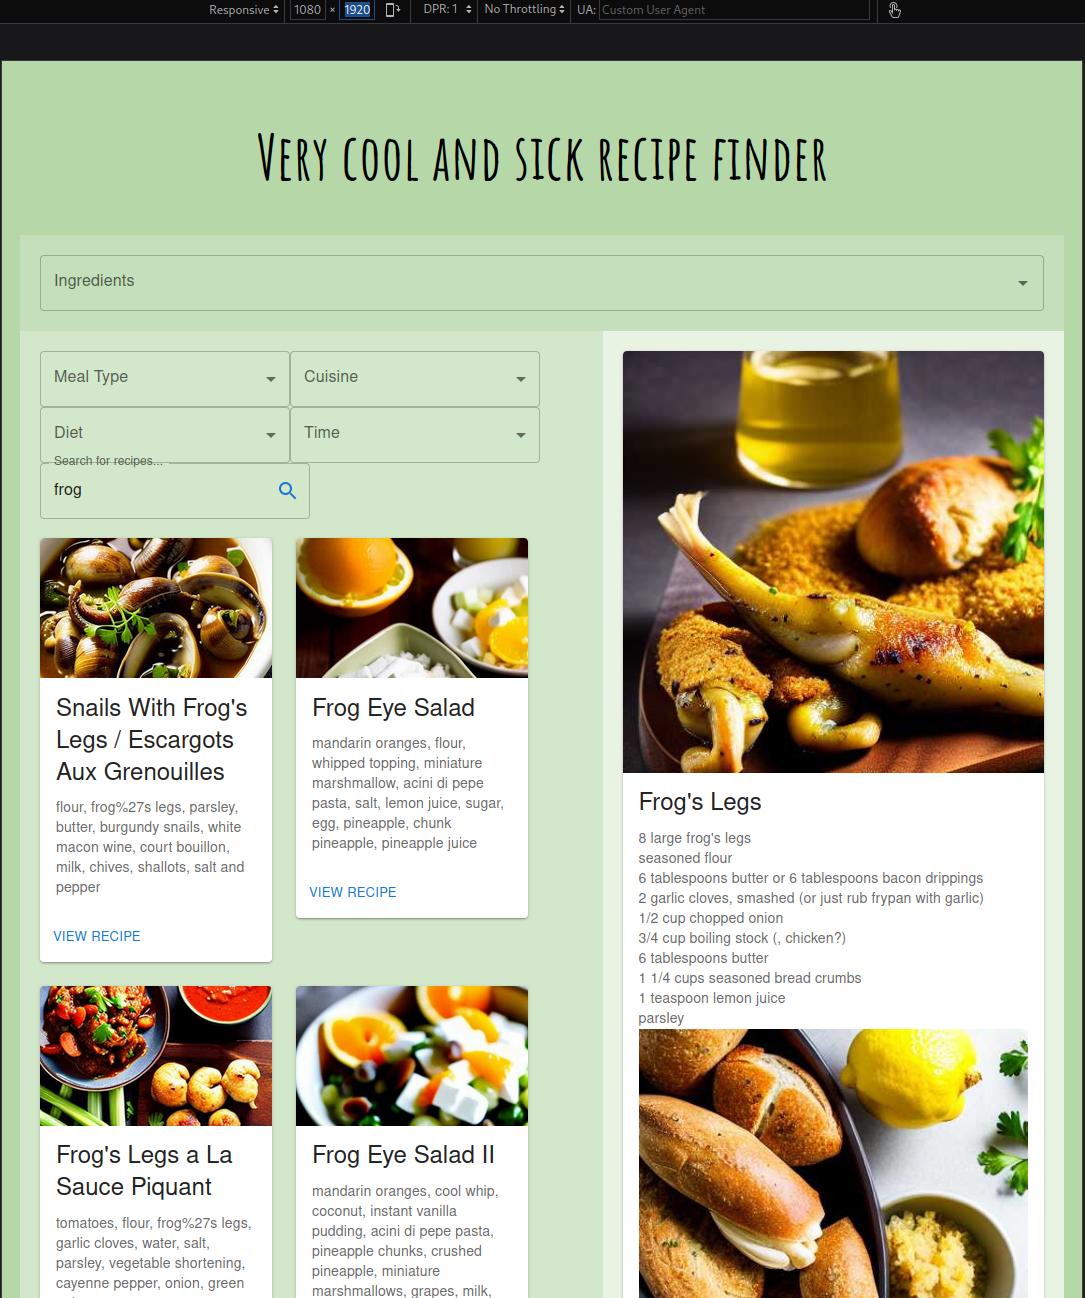 Responsive 1080 × 1920 DPR: 1 No Throttling UA: Custom User Agent
Very cool and sick recipe finder
Ingredients
Meal Type
Cuisine
Diet
Time
Search for recipes...
frog
Snails With Frog's
Legs / Escargots
Aux Grenouilles
flour, frog%27s legs, parsley,
butter, burgundy snails, white
macon wine, court bouillon,
milk, chives, shallots, salt and
pepper
VIEW RECIPE
Frog Eye Salad
mandarin oranges, flour,
whipped topping, miniature
marshmallow, acini di pepe
pasta, salt, lemon juice, sugar,
egg, pineapple, chunk
pineapple, pineapple juice
VIEW RECIPE
Frog's Legs a La
Sauce Piquant
tomatoes, flour, frog%27s legs,
garlic cloves, water, salt,
parsley, vegetable shortening,
cayenne pepper, onion, green
Frog Eye Salad II
mandarin oranges, cool whip,
coconut, instant vanilla
pudding, acini di pepe pasta,
pineapple chunks, crushed
pineapple, miniature
marshmallows, grapes, milk,
Frog's Legs
8 large frog's legs
seasoned flour
6 tablespoons butter or 6 tablespoons bacon drippings
2 garlic cloves, smashed (or just rub frypan with garlic)
1/2 cup chopped onion
3/4 cup boiling stock (, chicken?)
6 tablespoons butter
1 1/4 cups seasoned bread crumbs
1 teaspoon lemon juice
parsley